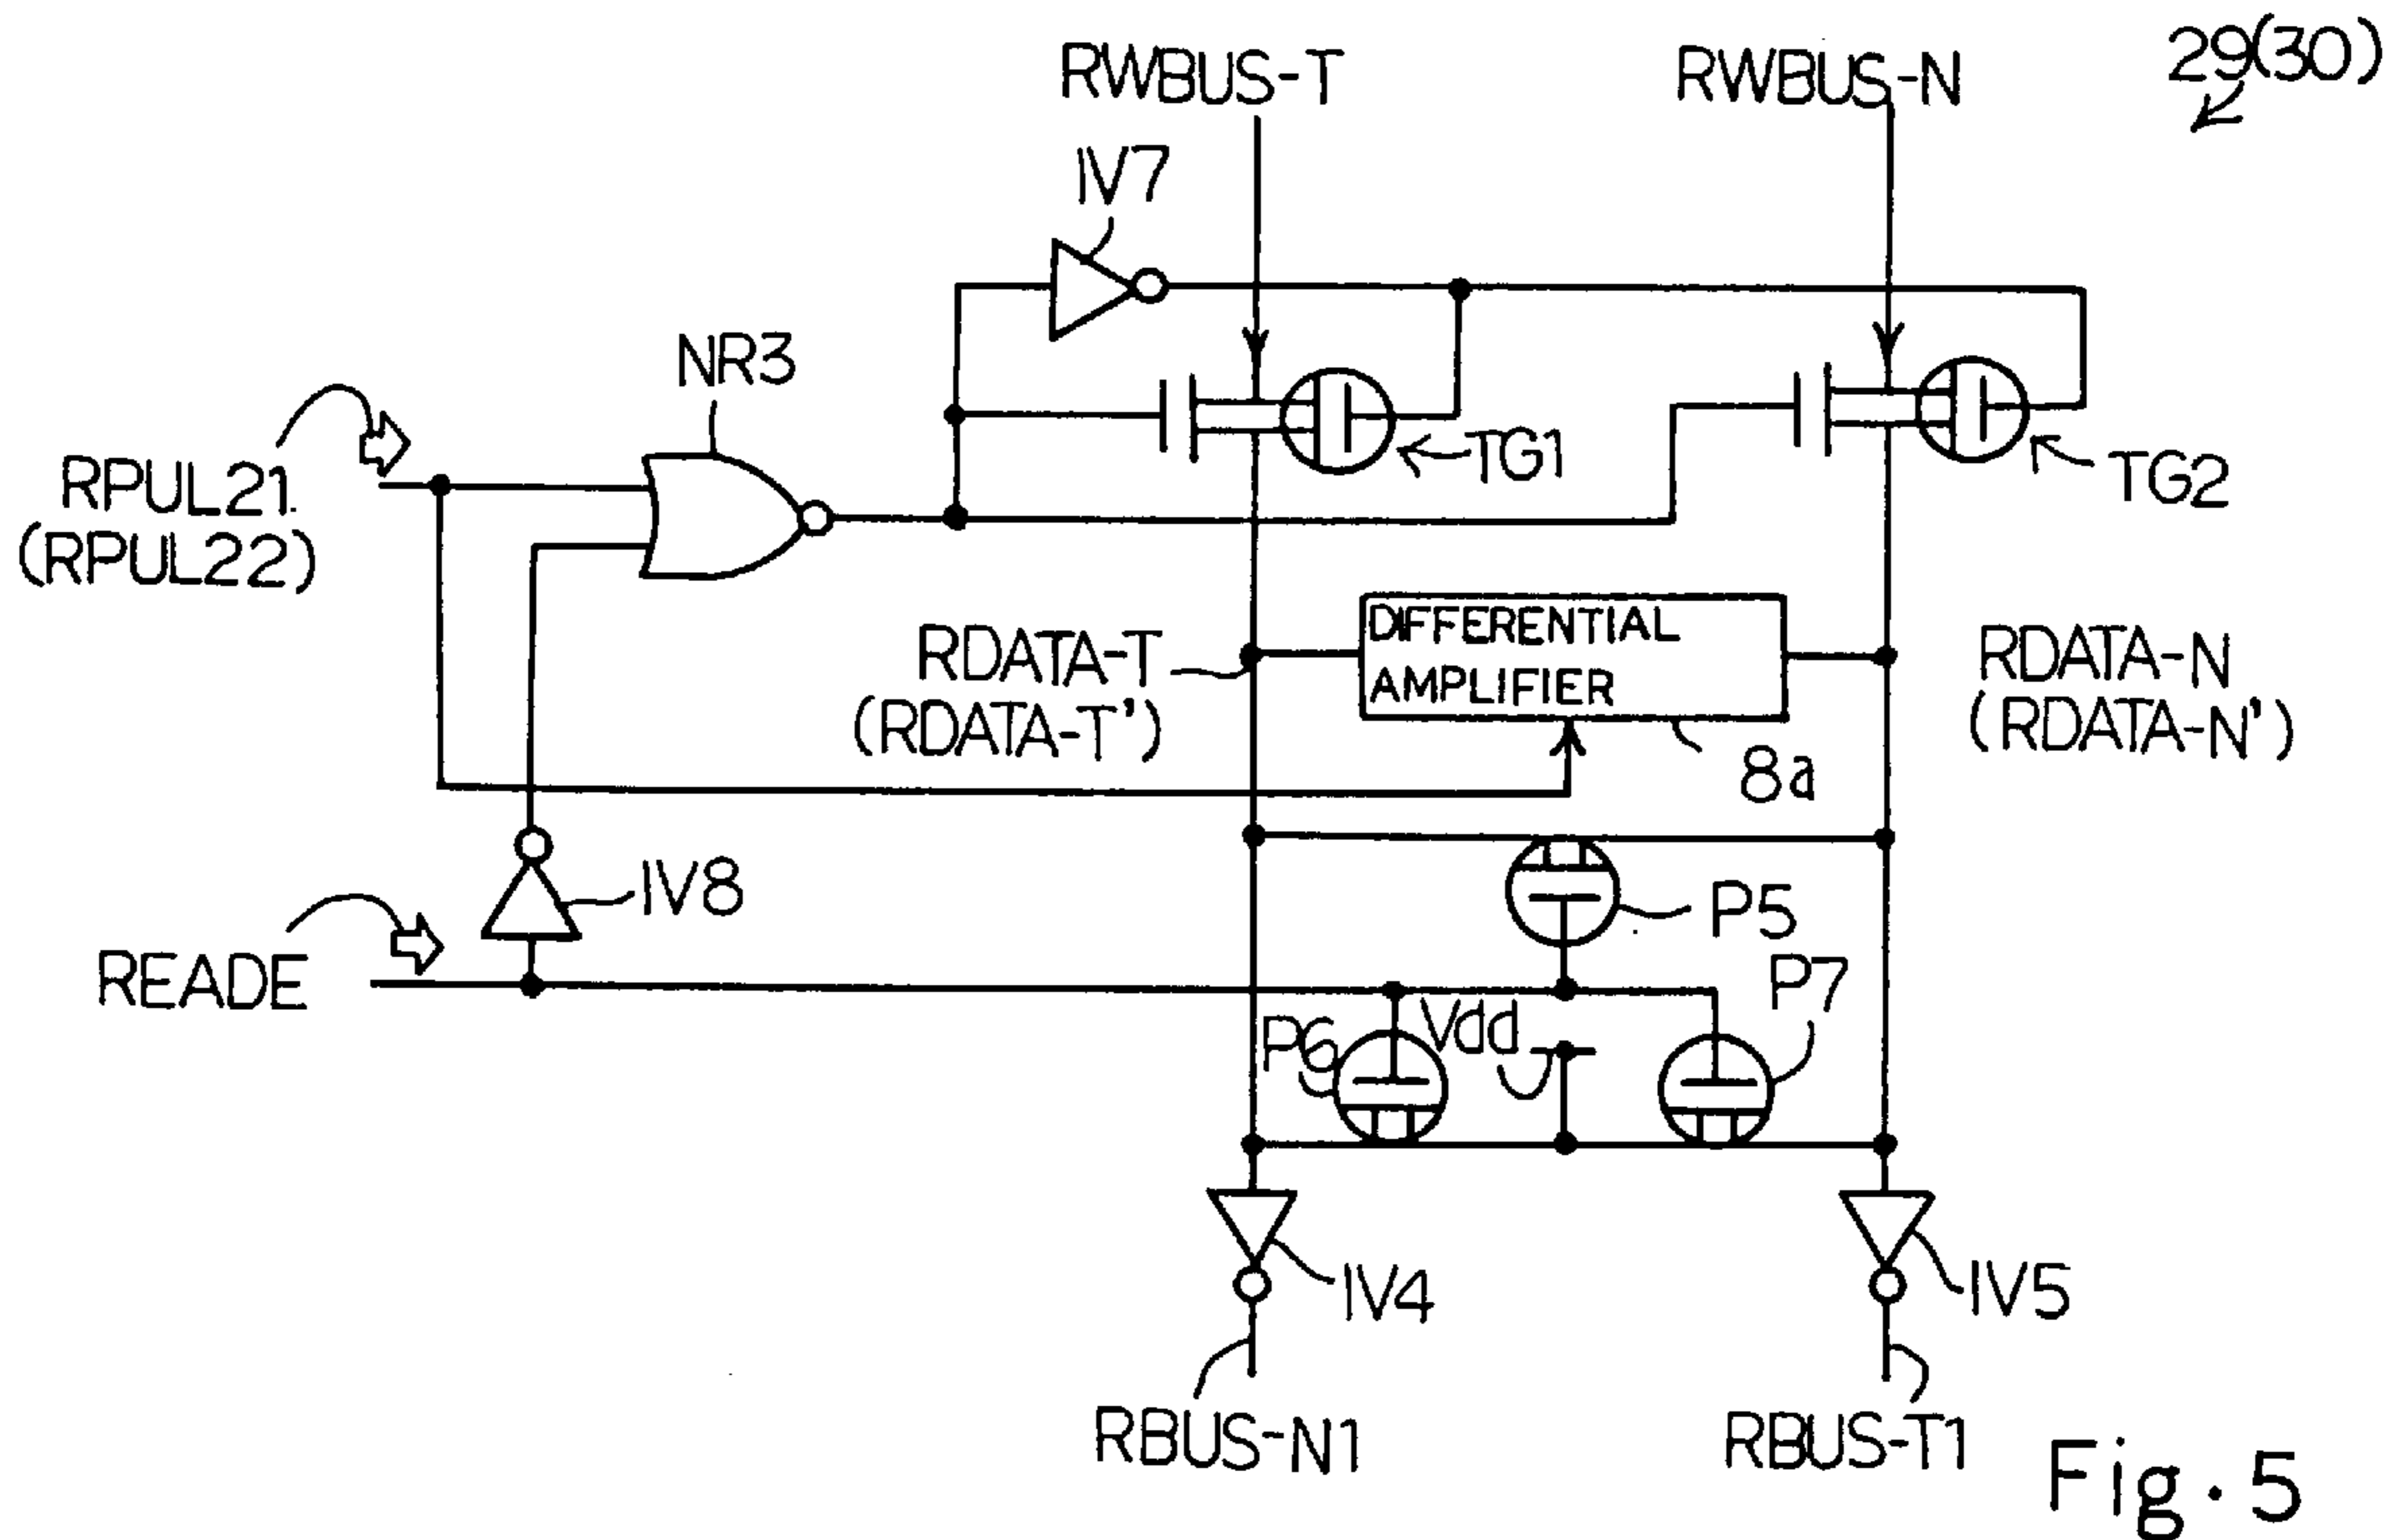 29(30)
RWBUS-T
RWBUS-N
IV7
NR3
TG1
TG2
RPUL21
(RPUL22)
DIFFERENTIAL
AMPLIFIER
RDATA-T
(RDATA-T')
RDATA-N
(RDATA-N')
8a
IV8
P5
READE
P7
P6
Vdd
IV4
IV5
RBUS-N1
RBUS-T1
Fig. 5